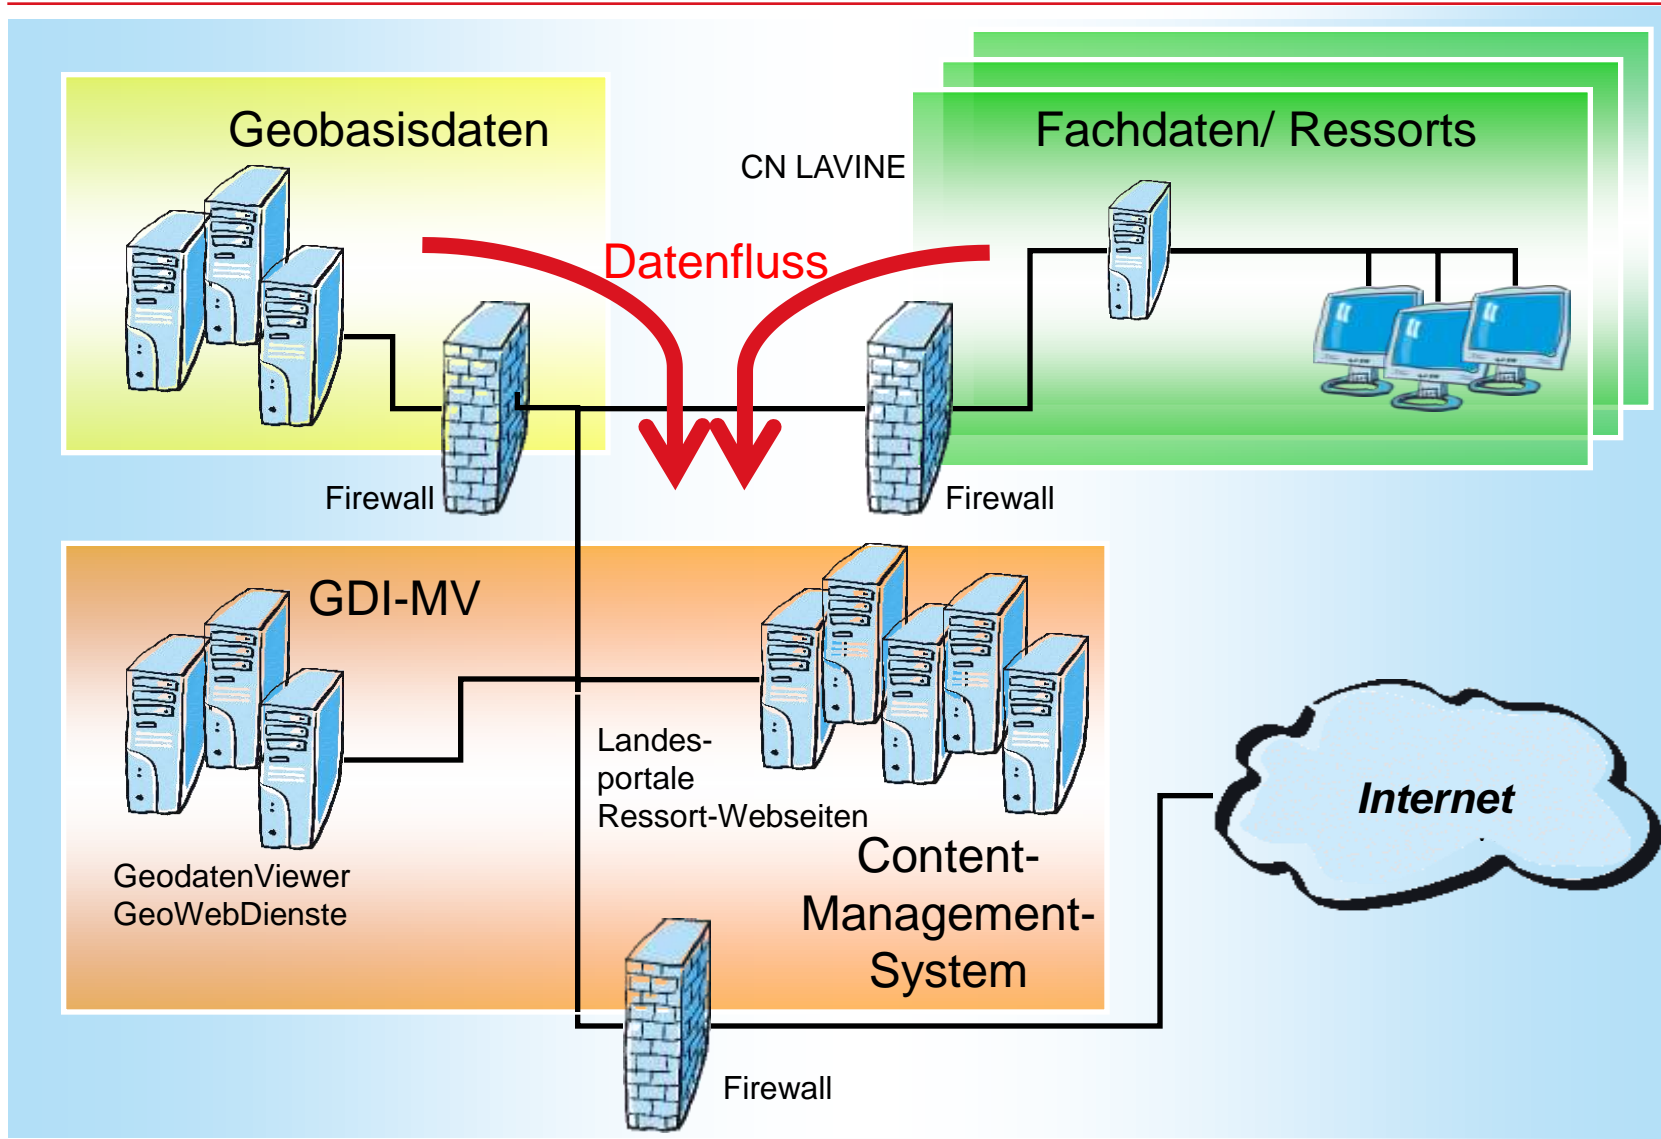 Geobasisdaten
Fachdaten/ Ressorts
CN LAVINE
Datenfluss
Firewall
Firewall
GDI-MV
Landes-
portale
Ressort-Webseiten
Internet
Content-
Management-
System
GeodatenViewer
GeoWebDienste
Firewall